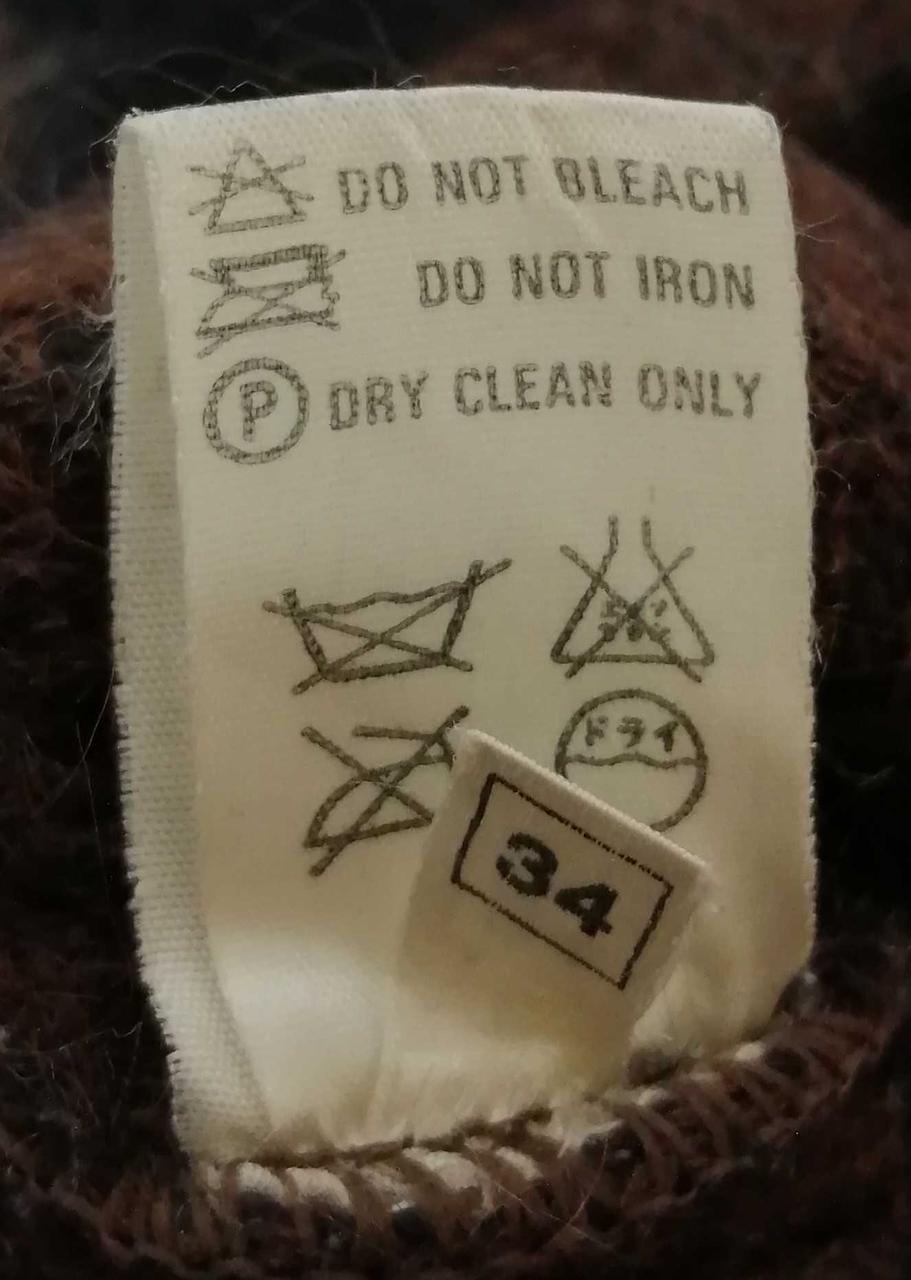 DO NOT BLEACH
DO NOT IRON
P DRY CLEAN ONLY
ドライ
34